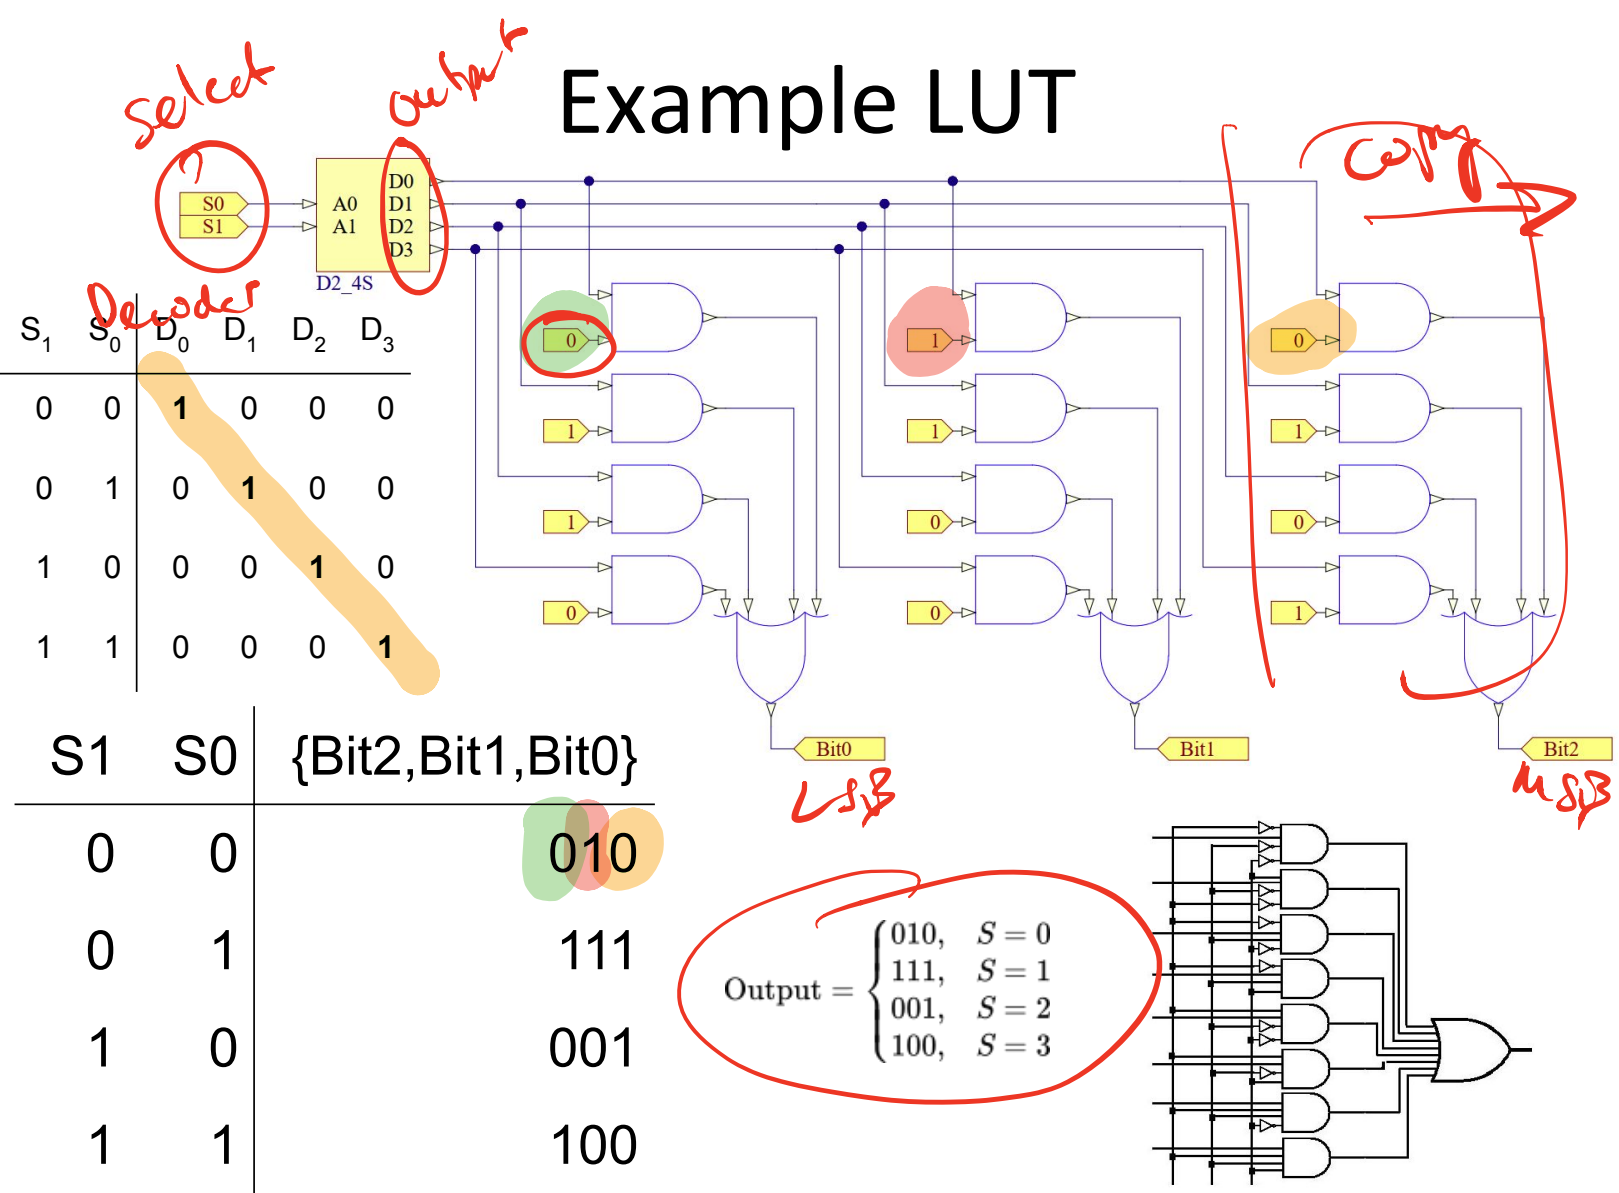 Example LUT
select
output
copy
S0
S1
A0
A1
D0
D1
D2
D3
D2_4S
Decoder
S1 S0 D0 D1 D2 D3
0 0 1 0 0 0
0 1 0 1 0 0
1 0 0 0 1 0
1 1 0 0 0 1
0 1 0
1 1 1
1 0 0
0 0 1
Bit0 Bit1 Bit2
LSB MSB
S1 S0 {Bit2,Bit1,Bit0}
0 0 010
0 1 111
1 0 001
1 1 100
Output =
010, S = 0
111, S = 1
001, S = 2
100, S = 3